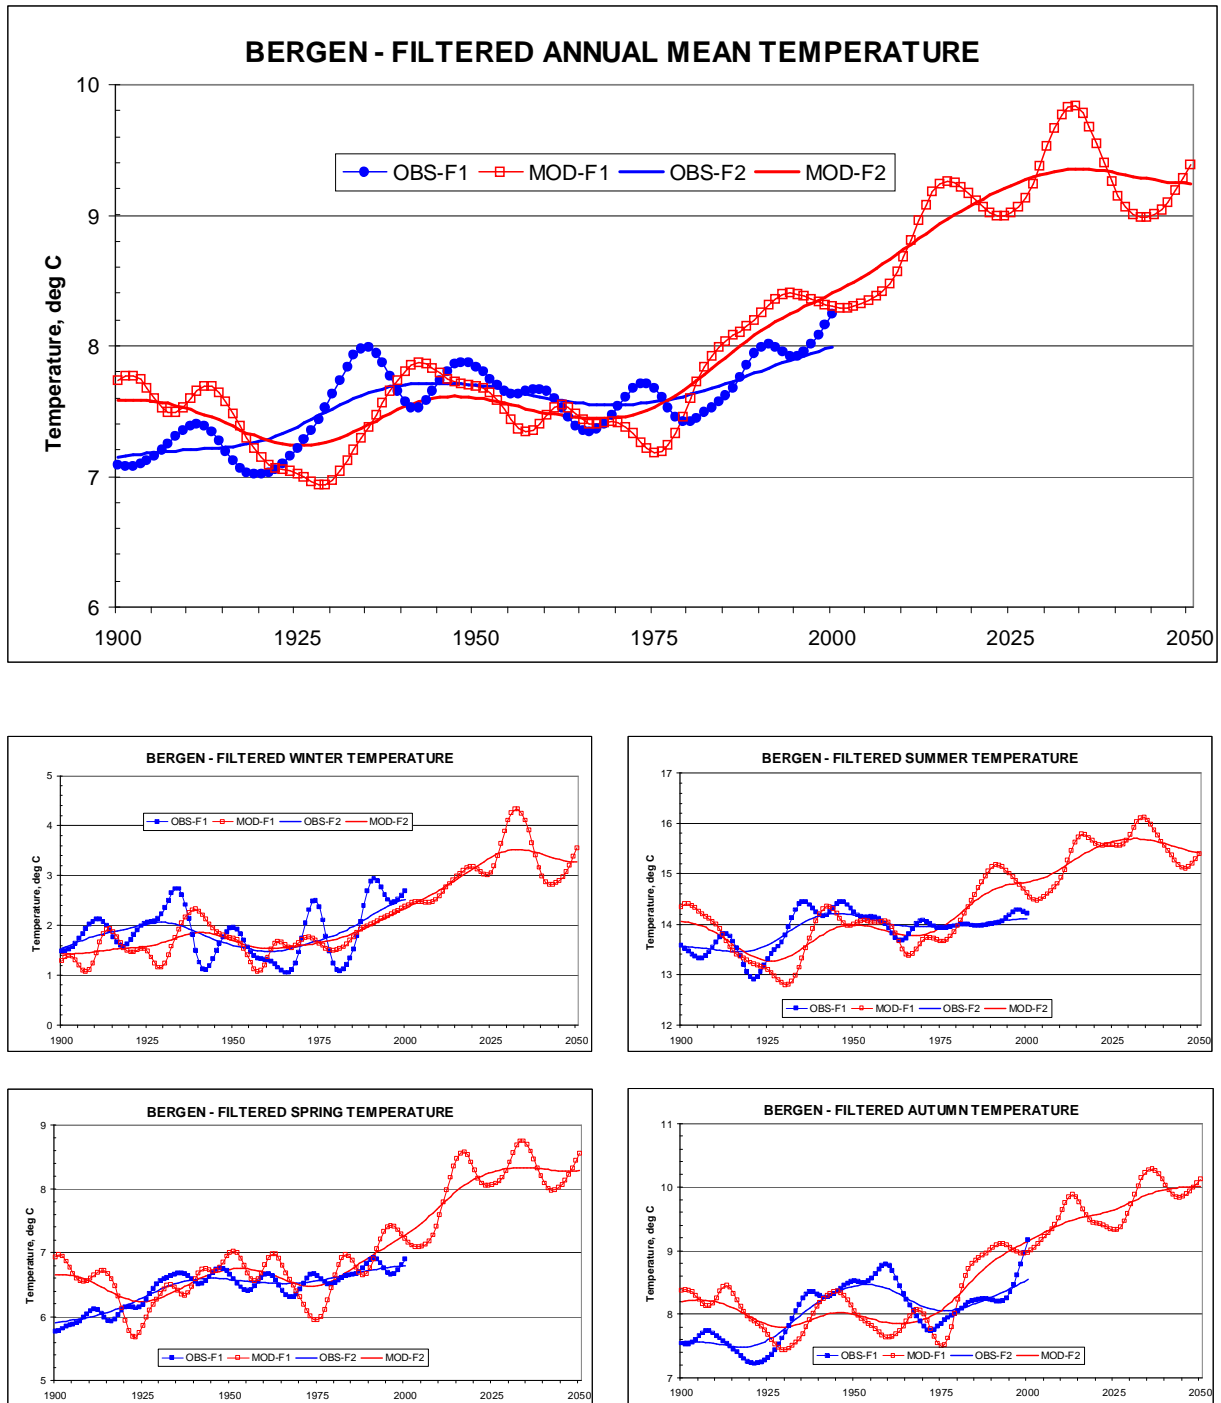 BERGEN - FILTERED ANNUAL MEAN TEMPERATURE
10
9
8
7
6
Temperature, deg C
OBS-F1 MOD-F1 OBS-F2 MOD-F2
1900 1925 1950 1975 2000 2025 2050
BERGEN - FILTERED WINTER TEMPERATURE
5
4
3
2
1
0
Temperature, deg C
OBS-F1 MOD-F1 OBS-F2 MOD-F2
1900 1925 1950 1975 2000 2025 2050
BERGEN - FILTERED SUMMER TEMPERATURE
17
16
15
14
13
12
Temperature, deg C
OBS-F1 MOD-F1 OBS-F2 MOD-F2
1900 1925 1950 1975 2000 2025 2050
BERGEN - FILTERED SPRING TEMPERATURE
9
8
7
6
5
Temperature, deg C
OBS-F1 MOD-F1 OBS-F2 MOD-F2
1900 1925 1950 1975 2000 2025 2050
BERGEN - FILTERED AUTUMN TEMPERATURE
11
10
9
8
7
Temperature, deg C
OBS-F1 MOD-F1 OBS-F2 MOD-F2
1900 1925 1950 1975 2000 2025 2050